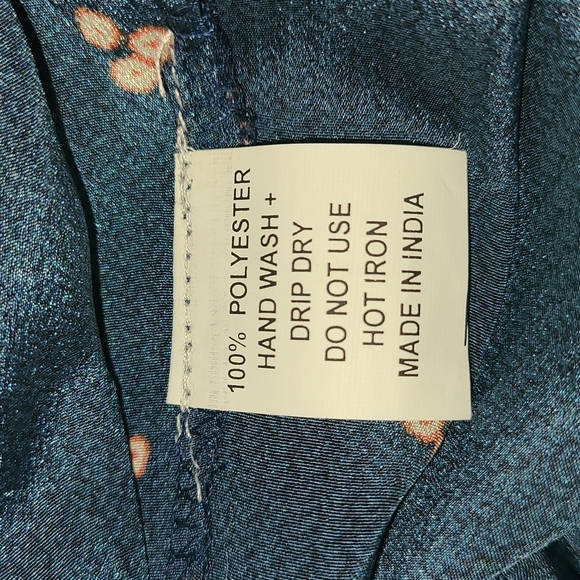 100% POLYESTER
HAND WASH +
DRIP DRY
DO NOT USE
HOT IRON
MADE IN INDIA